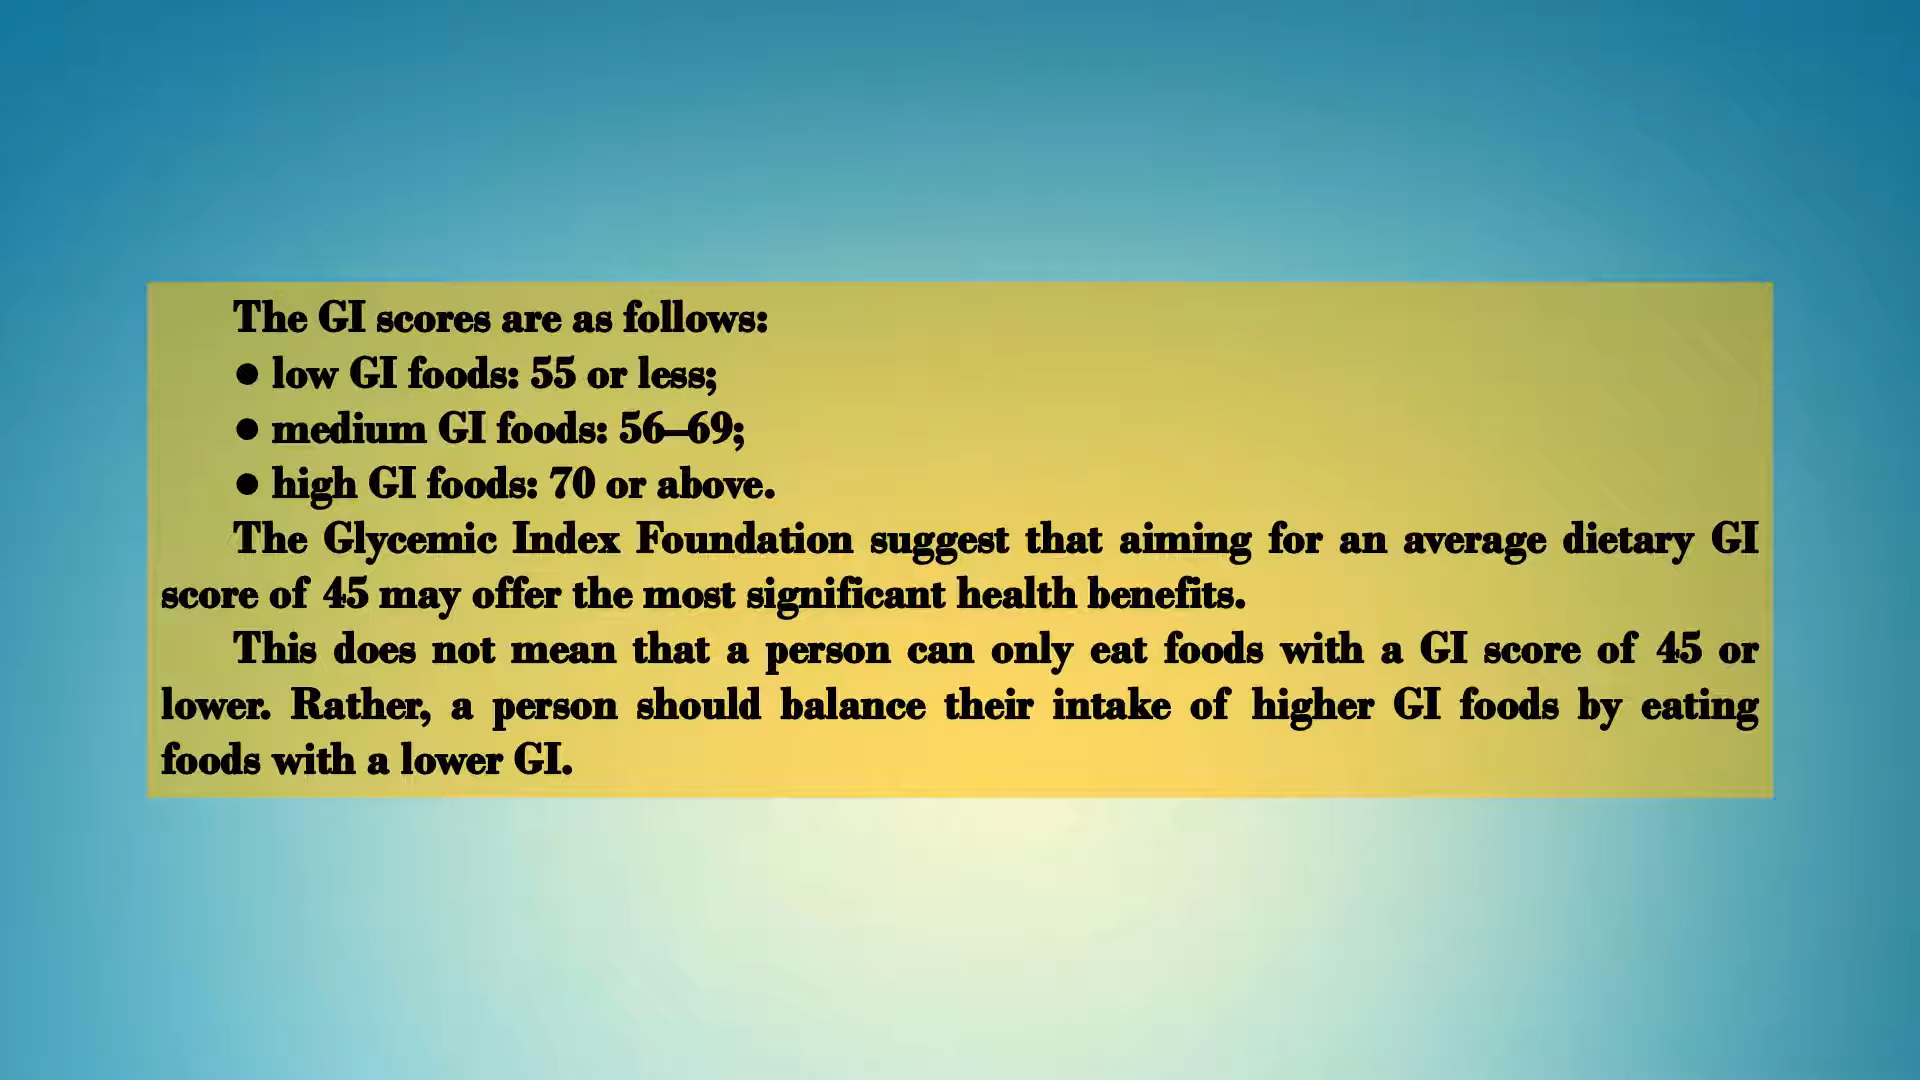 The GI scores are as follows:
● low GI foods: 55 or less;
● medium GI foods: 56–69;
● high GI foods: 70 or above.
The Glycemic Index Foundation suggest that aiming for an average dietary GI
score of 45 may offer the most significant health benefits.
This does not mean that a person can only eat foods with a GI score of 45 or
lower. Rather, a person should balance their intake of higher GI foods by eating
foods with a lower GI.